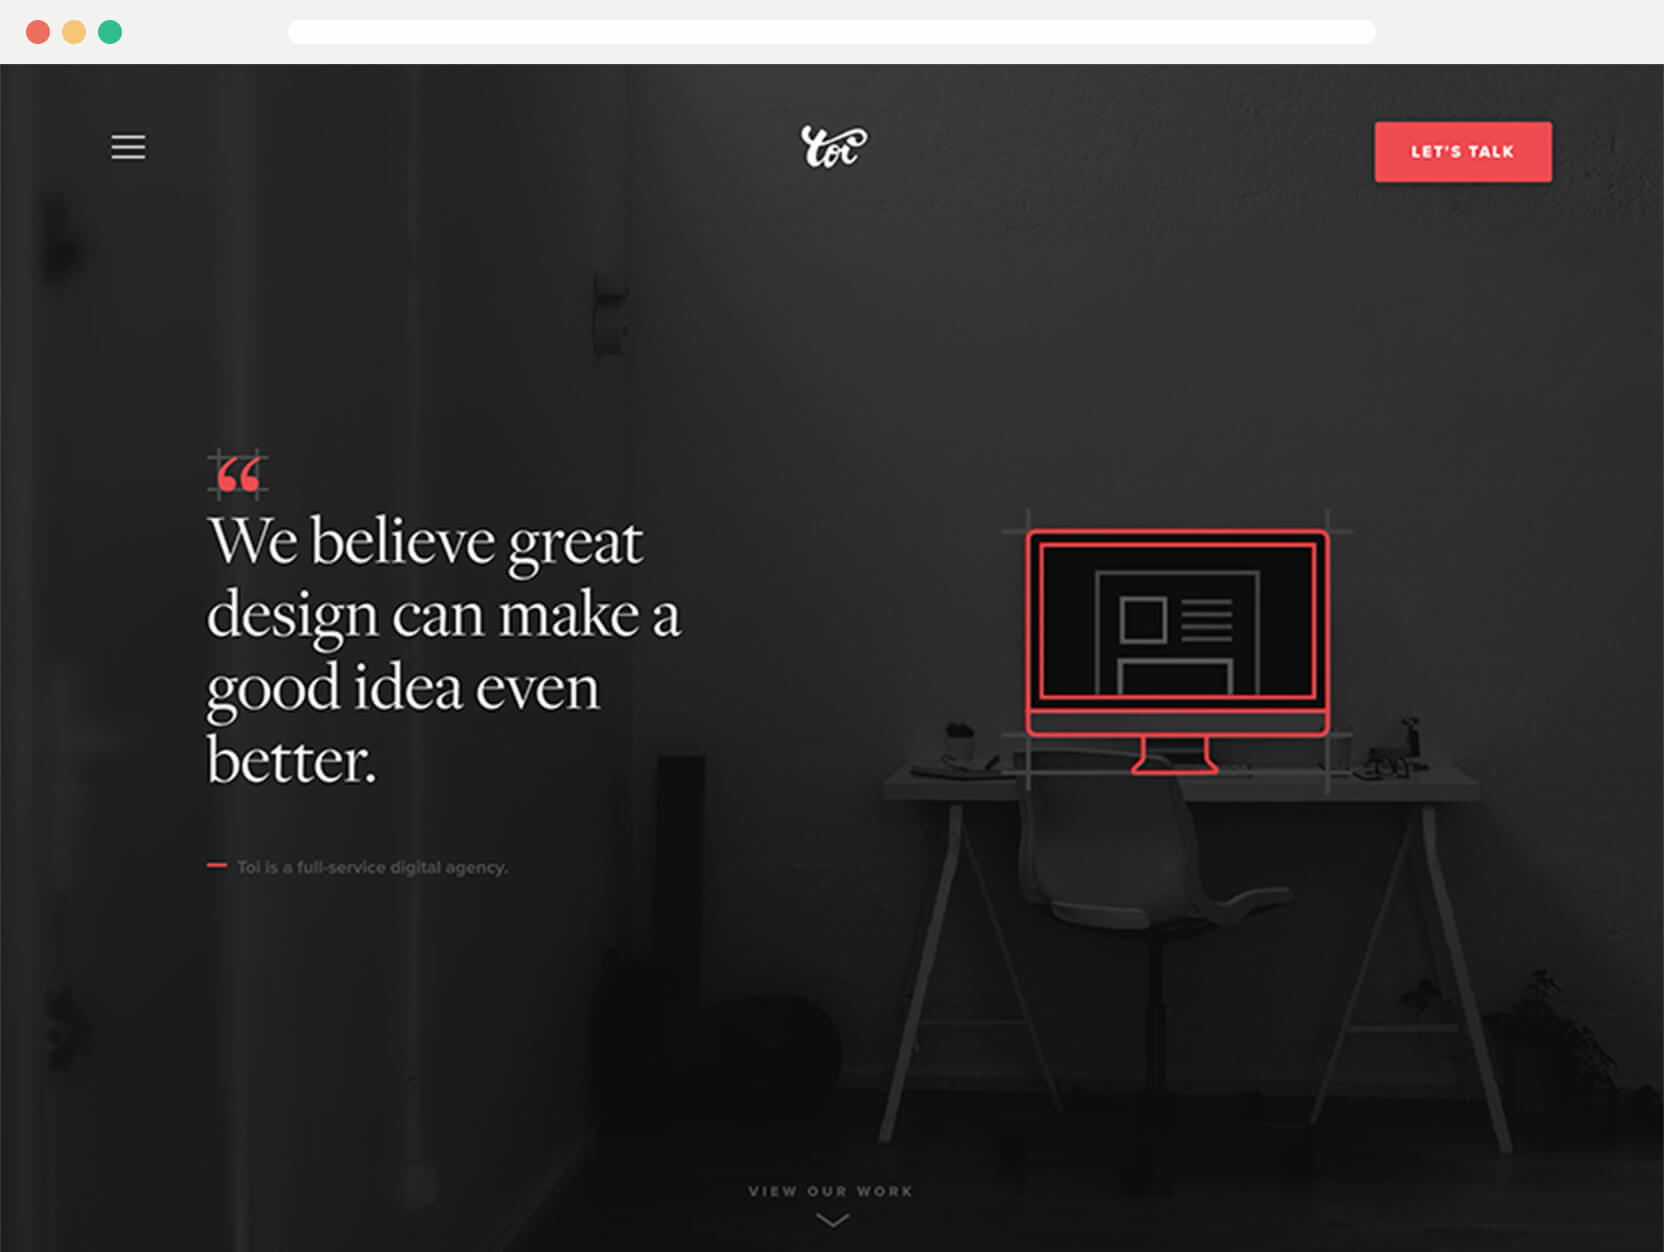 toi
LET'S TALK
“
We believe great
design can make a
good idea even
better.
Toi is a full-service digital agency.
VIEW OUR WORK